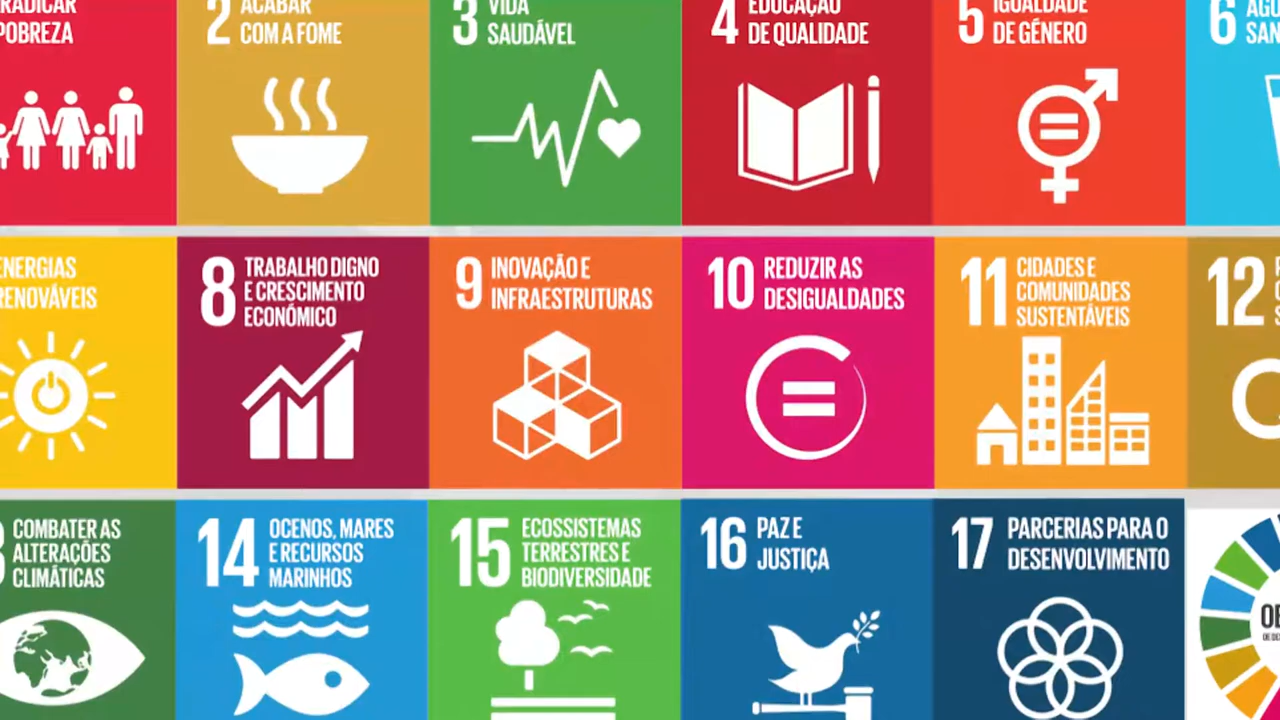 RADICAR
POBREZA
2 ACABAR
COM A FOME
3 VIDA
SAUDÁVEL
4 EDUCAÇÃO
DE QUALIDADE
5 IGUALDADE
DE GÉNERO
6
ENERGIAS
RENOVÁVEIS
8 TRABALHO DIGNO
E CRESCIMENTO
ECONÓMICO
9 INOVAÇÃO E
INFRAESTRUTURAS
10 REDUZIR AS
DESIGUALDADES
11 CIDADES E
COMUNIDADES
SUSTENTÁVEIS
12
COMBATER AS
ALTERAÇÕES
CLIMÁTICAS
14 OCENOS, MARES
E RECURSOS
MARINHOS
15 ECOSSISTEMAS
TERRESTRES E
BIODIVERSIDADE
16 PAZ E
JUSTIÇA
17 PARCERIAS PARA O
DESENVOLVIMENTO